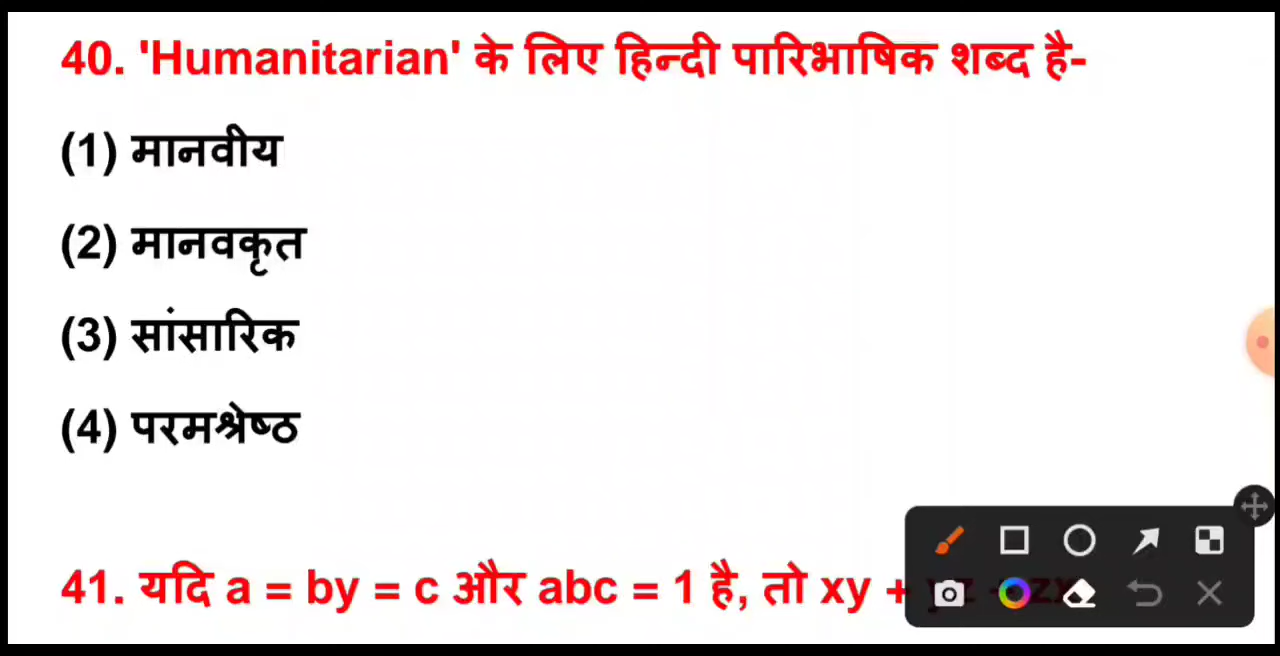 40. 'Humanitarian' के लिए हिन्दी पारिभाषिक शब्द है-
(1) मानवीय
(2) मानवकृत
(3) सांसारिक
(4) परमश्रेष्ठ
41. यदि a = by = c और abc = 1 है, तो xy +